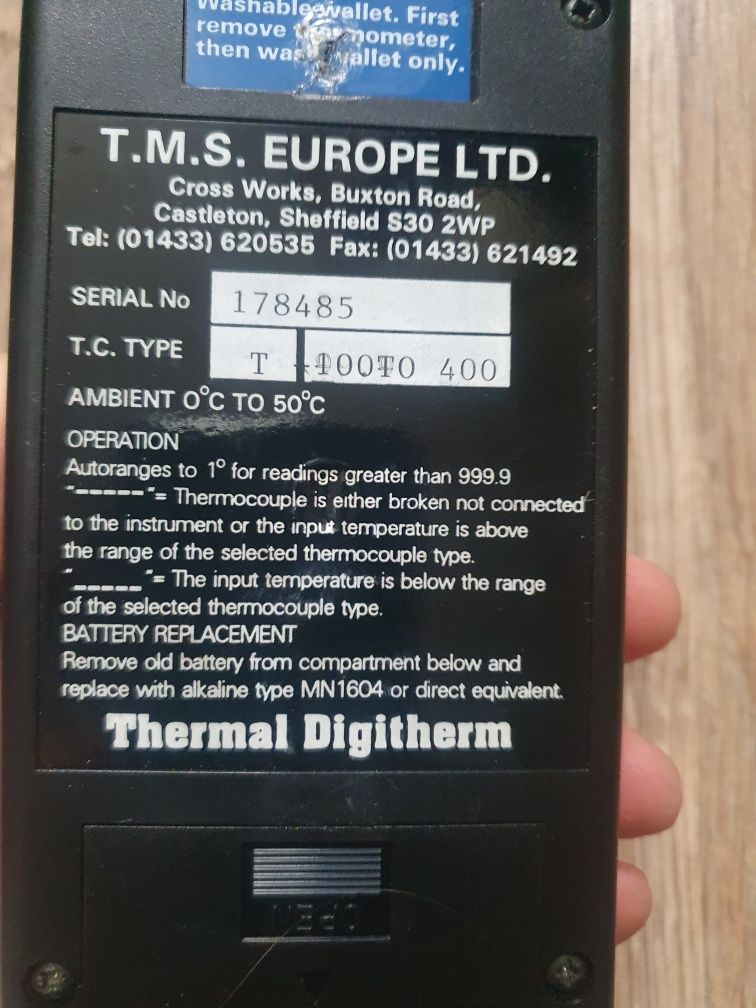 Washable wallet. First
remove thermometer,
then wash wallet only.
T.M.S. EUROPE LTD.
Cross Works, Buxton Road,
Castleton, Sheffield S30 2WP
Tel: (01433) 620535 Fax: (01433) 621492
SERIAL No 178485
T.C. TYPE T 400
AMBIENT 0°C TO 50°C
OPERATION
Autoranges to 1° for readings greater than 999.9
"‾‾‾‾‾"= Thermocouple is either broken not connected
to the instrument or the input temperature is above
the range of the selected thermocouple type.
"_____"= The input temperature is below the range
of the selected thermocouple type.
BATTERY REPLACEMENT
Remove old battery from compartment below and
replace with alkaline type MN1604 or direct equivalent.
Thermal Digitherm
OPEN